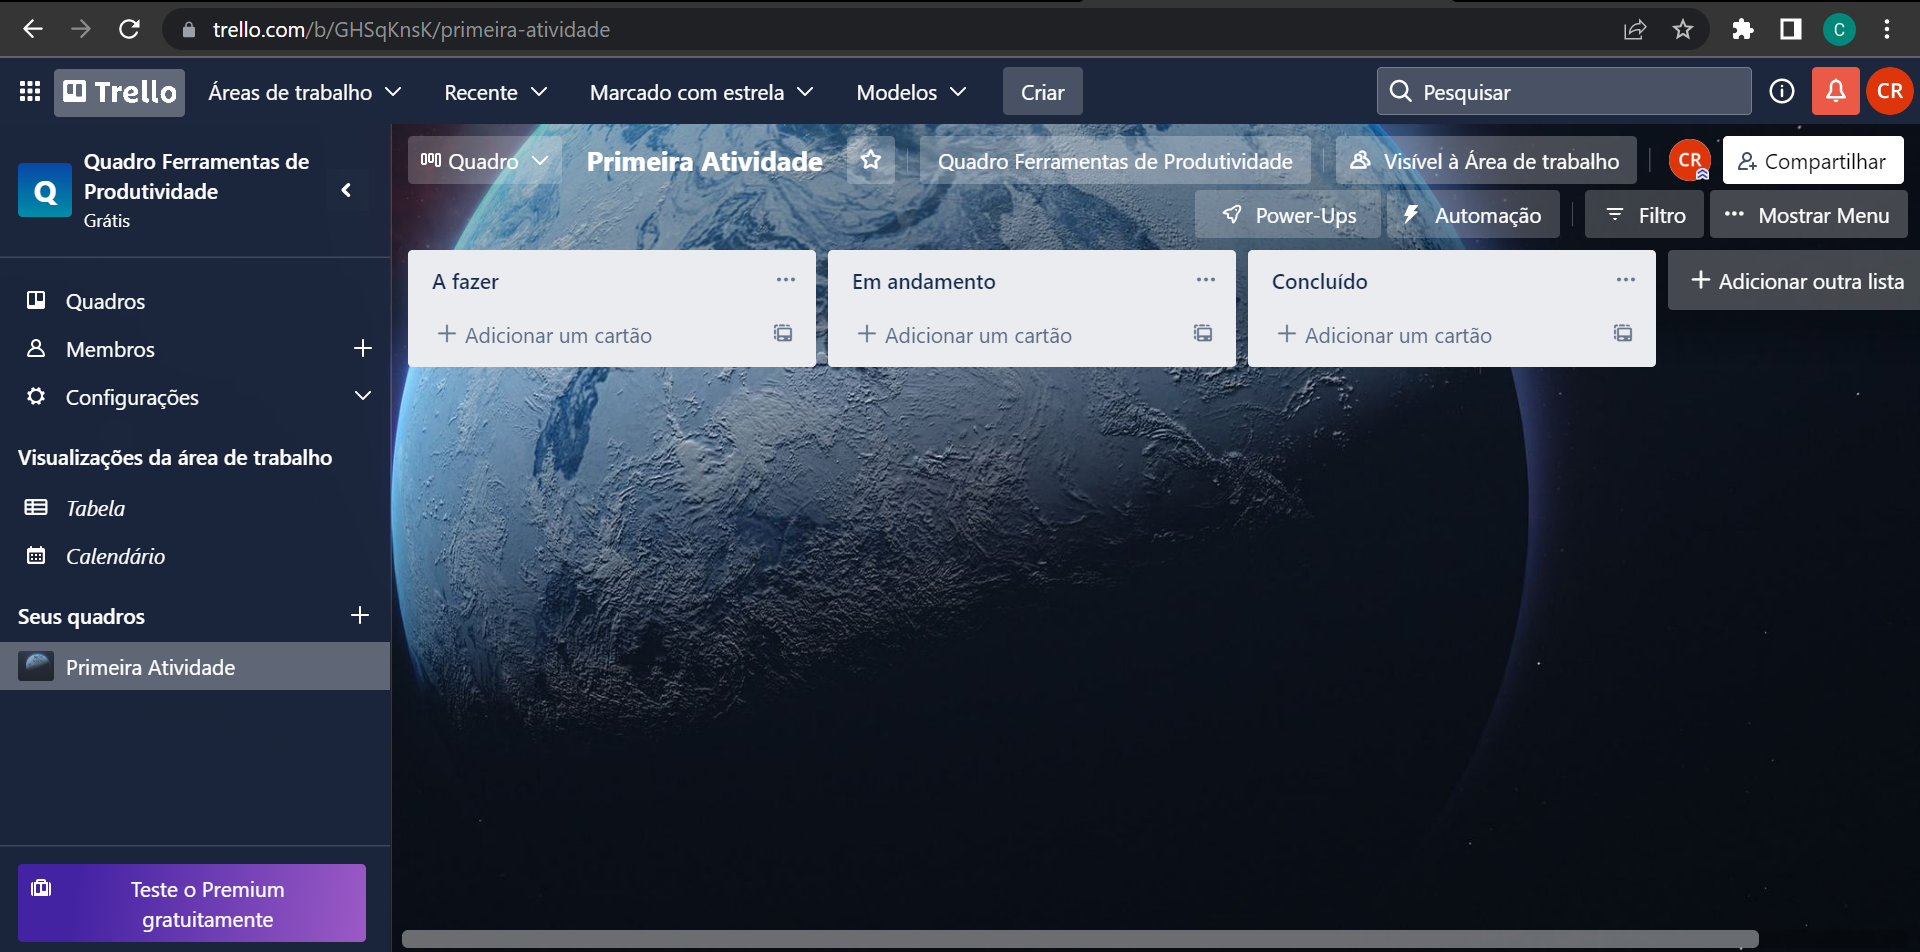 trello.com/b/GHSqKnsK/primeira-atividade
C
Trello
Áreas de trabalho
Recente
Marcado com estrela
Modelos
Criar
Pesquisar
CR
Q
Quadro Ferramentas de
Produtividade
Grátis
Quadros
Membros
Configurações
Visualizações da área de trabalho
Tabela
Calendário
Seus quadros
Primeira Atividade
Teste o Premium
gratuitamente
Quadro
Primeira Atividade
Quadro Ferramentas de Produtividade
Visível à Área de trabalho
CR
Compartilhar
Power-Ups
Automação
Filtro
Mostrar Menu
A fazer
Adicionar um cartão
Em andamento
Adicionar um cartão
Concluído
Adicionar um cartão
Adicionar outra lista